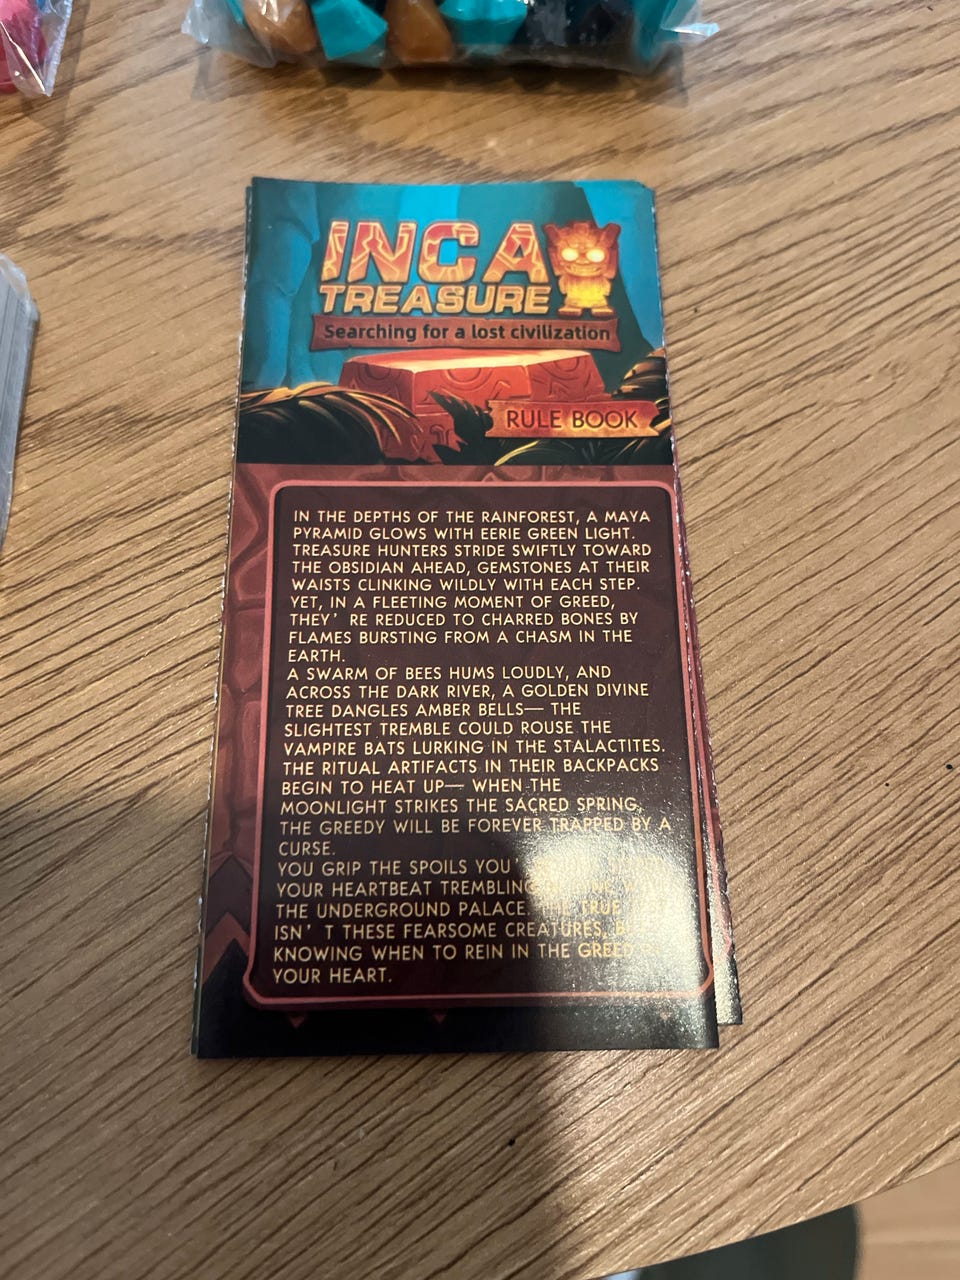 INCA
TREASURE
Searching for a lost civilization
RULE BOOK
IN THE DEPTHS OF THE RAINFOREST, A MAYA
PYRAMID GLOWS WITH EERIE GREEN LIGHT.
TREASURE HUNTERS STRIDE SWIFTLY TOWARD
THE OBSIDIAN AHEAD, GEMSTONES AT THEIR
WAISTS CLINKING WILDLY WITH EACH STEP.
YET, IN A FLEETING MOMENT OF GREED,
THEY' RE REDUCED TO CHARRED BONES BY
FLAMES BURSTING FROM A CHASM IN THE
EARTH.
A SWARM OF BEES HUMS LOUDLY, AND
ACROSS THE DARK RIVER, A GOLDEN DIVINE
TREE DANGLES AMBER BELLS— THE
SLIGHTEST TREMBLE COULD ROUSE THE
VAMPIRE BATS LURKING IN THE STALACTITES.
THE RITUAL ARTIFACTS IN THEIR BACKPACKS
BEGIN TO HEAT UP— WHEN THE
MOONLIGHT STRIKES THE SACRED SPRING,
THE GREEDY WILL BE FOREVER TRAPPED BY A
CURSE.
YOU GRIP THE SPOILS
YOUR HEARTBEAT TREMBLING
THE UNDERGROUND PALACE. THE TRUE
ISN' T THESE FEARSOME CREATURES,
KNOWING WHEN TO REIN IN THE GREED
YOUR HEART.